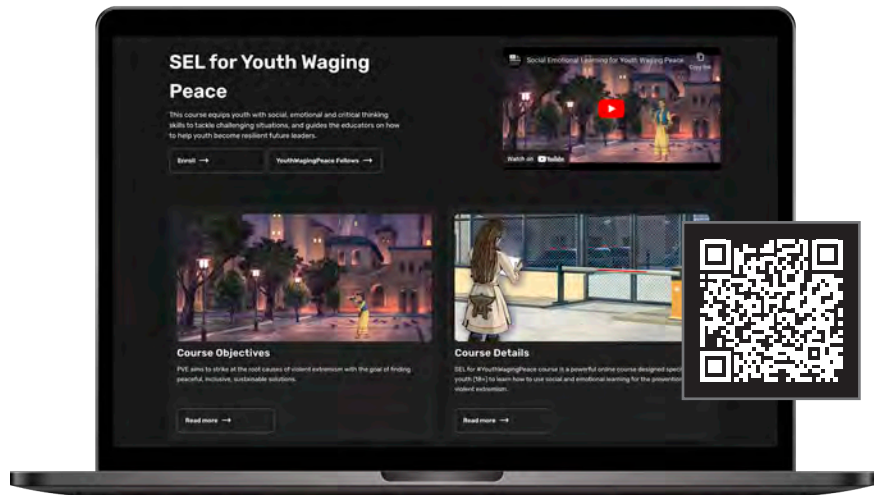 SEL for Youth Waging
Peace
This course equips youth with social, emotional and critical thinking
skills to tackle challenging situations, and guides the educators on how
to help youth become resilient future leaders.
Enroll →
YouthWagingPeace Fellows →
Social Emotional Learning for Youth Waging Peace
Copy link
Watch on YouTube
Course Objectives
PVE aims to strike at the root causes of violent extremism with the goal of finding
peaceful, inclusive, sustainable solutions.
Read more →
Course Details
SEL for #YouthWagingPeace course is a powerful online course designed speci
youth (18+) to learn how to use social and emotional learning for the prevention
violent extremism.
Read more →